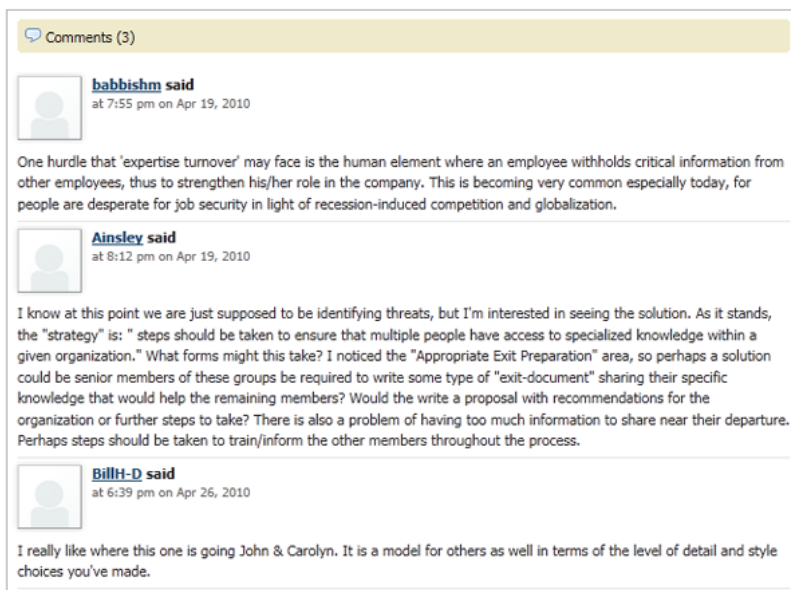 Comments (3)
babbishm said
at 7:55 pm on Apr 19, 2010
One hurdle that 'expertise turnover' may face is the human element where an employee withholds critical information from
other employees, thus to strengthen his/her role in the company. This is becoming very common especially today, for
people are desperate for job security in light of recession-induced competition and globalization.
Ainsley said
at 8:12 pm on Apr 19, 2010
I know at this point we are just supposed to be identifying threats, but I'm interested in seeing the solution. As it stands,
the "strategy" is: " steps should be taken to ensure that multiple people have access to specialized knowledge within a
given organization." What forms might this take? I noticed the "Appropriate Exit Preparation" area, so perhaps a solution
could be senior members of these groups be required to write some type of "exit-document" sharing their specific
knowledge that would help the remaining members? Would the write a proposal with recommendations for the
organization or further steps to take? There is also a problem of having too much information to share near their departure.
Perhaps steps should be taken to train/inform the other members throughout the process.
BillH-D said
at 6:39 pm on Apr 26, 2010
I really like where this one is going John & Carolyn. It is a model for others as well in terms of the level of detail and style
choices you've made.